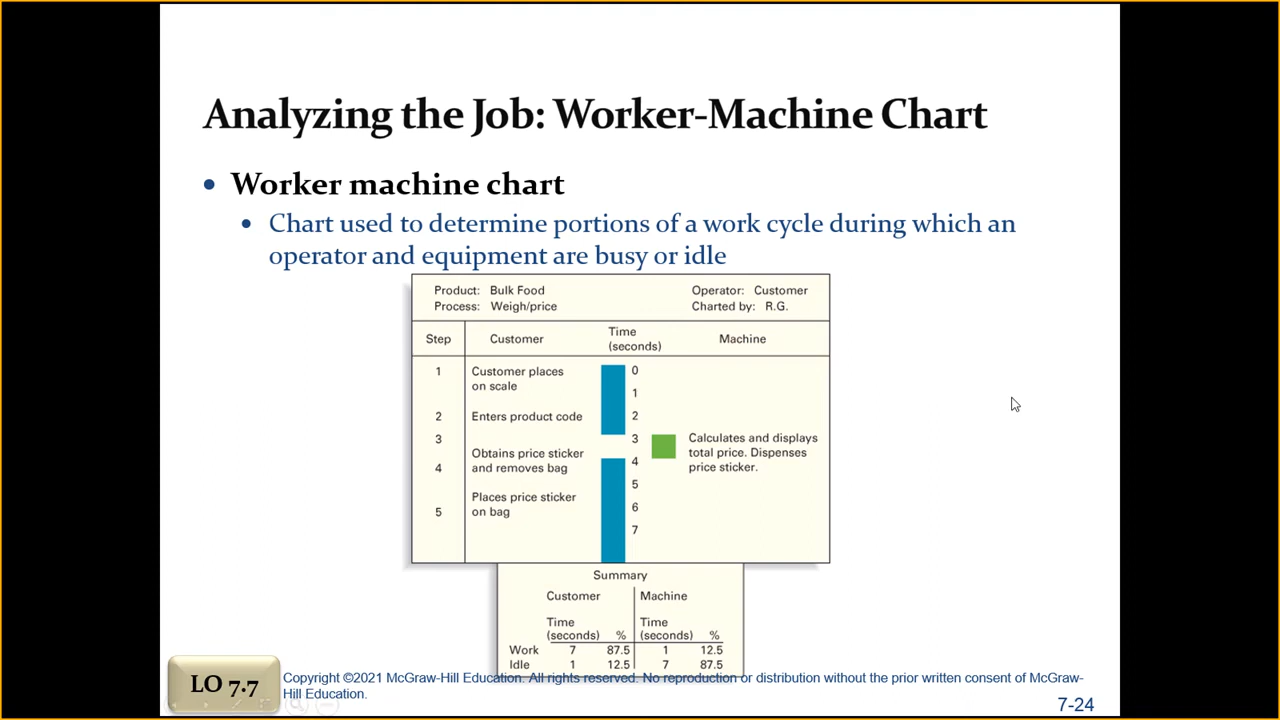 Analyzing the Job: Worker-Machine Chart
• Worker machine chart
• Chart used to determine portions of a work cycle during which an
operator and equipment are busy or idle
Product: Bulk Food Operator: Customer
Process: Weigh/price Charted by: R.G.
Step Customer Time (seconds) Machine
1 Customer places on scale 0
1
2 Enters product code 2
3 3 Calculates and displays
total price. Dispenses
price sticker.
Obtains price sticker
4 and removes bag 4
5
Places price sticker
5 on bag 6
7
Summary
Customer Machine
Time Time
(seconds) % (seconds) %
Work 7 87.5 1 12.5
Idle 1 12.5 7 87.5
LO 7.7
Copyright ©2021 McGraw-Hill Education. All rights reserved. No reproduction or distribution without the prior written consent of McGraw-
Hill Education.
7-24